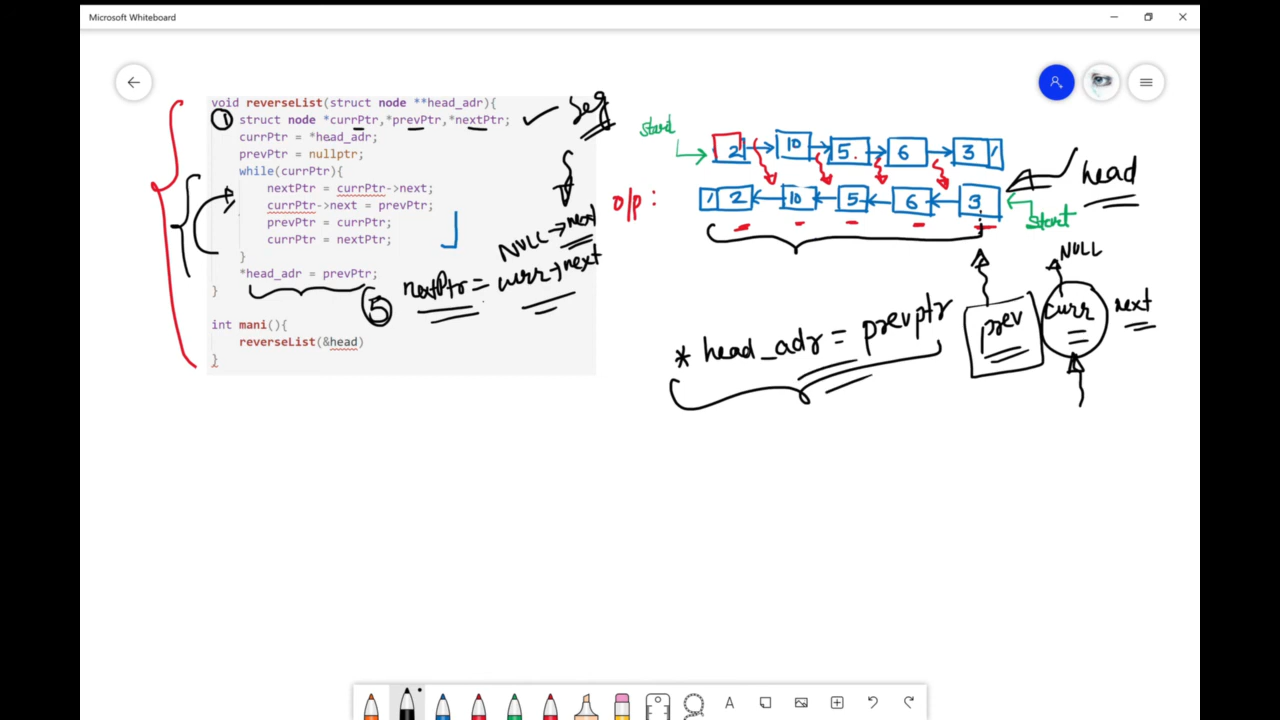 Microsoft Whiteboard
void reverseList(struct node **head_adr){
1 struct node *currPtr,*prevPtr,*nextPtr;
currPtr = *head_adr;
prevPtr = nullptr;
while(currPtr){
nextPtr = currPtr->next;
currPtr->next = prevPtr;
prevPtr = currPtr;
currPtr = nextPtr;
}
*head_adr = prevPtr;
}
int mani(){
reverseList(&head)
}
Seg
NULL→next
5 nextPtr = curr→next
start
2 10 5 6 3
o/p: 2 10 5 6 3
head
start
NULL
prev curr next
* head_adr = prevptr
A